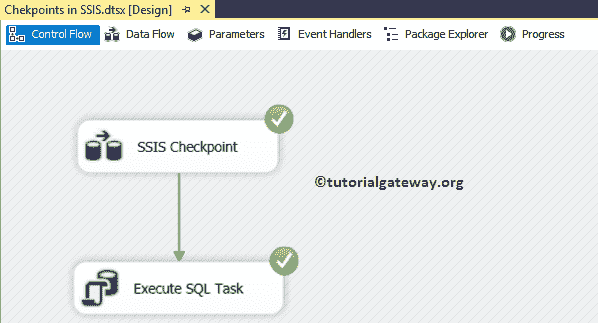 Chekpoints in SSIS.dtsx [Design]
Control Flow Data Flow Parameters Event Handlers Package Explorer Progress
SSIS Checkpoint
©tutorialgateway.org
Execute SQL Task